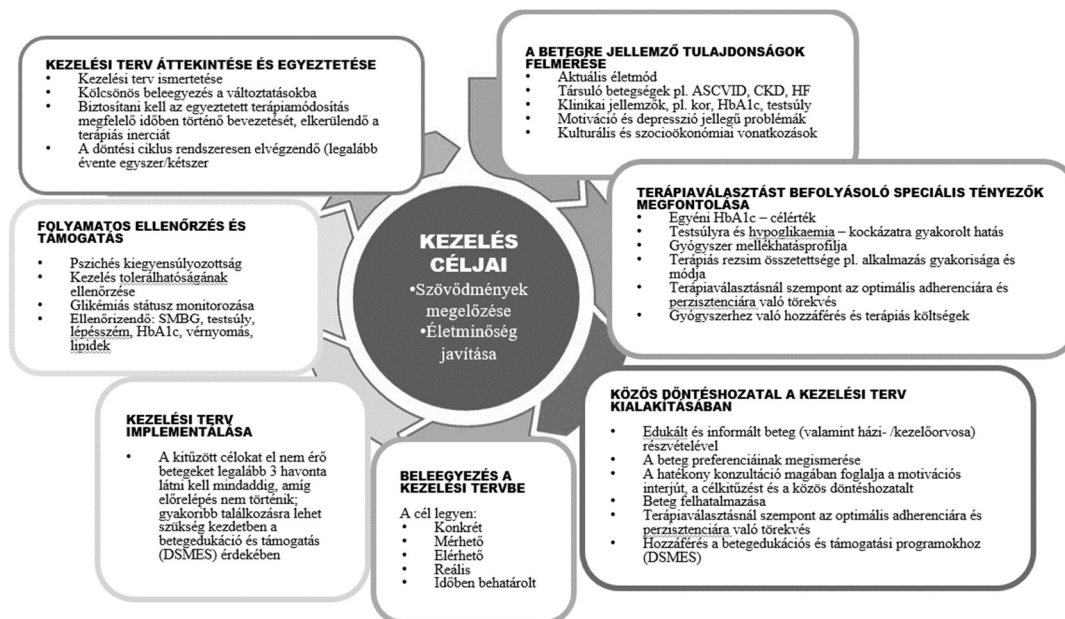 KEZELÉSI TERV ÁTTEKINTÉSE ÉS EGYEZTETÉSE
• Kezelési terv ismertetése
• Kölcsönös beleegyezés a változtatásokba
• Biztosítani kell az egyeztetett terápiamódosítás
megfelelő időben történő bevezetését, elkerülendő a
terápiás inerciát
• A döntési ciklus rendszeresen elvégzendő (legalább
évente egyszer/kétszer
A BETEGRE JELLEMZŐ TULAJDONSÁGOK
FELMÉRÉSE
• Aktuális életmód
• Társuló betegségek pl. ASCVID, CKD, HF
• Klinikai jellemzők, pl. kor, HbA1c, testsúly
• Motiváció és depresszió jellegű problémák
• Kulturális és szocioökonómiai vonatkozások
TERÁPIAVÁLASZTÁST BEFOLYÁSOLÓ SPECIÁLIS TÉNYEZŐK
MEGFONTOLÁSA
• Egyéni HbA1c – célérték
• Testsúlyra és hypoglikaemia – kockázatra gyakorolt hatás
• Gyógyszer mellékhatásprofilja
• Terápiás rezsim összetettsége pl. alkalmazás gyakorisága és
módja
• Terápiaválasztásnál szempont az optimális adherenciára és
perzisztenciára való törekvés
• Gyógyszerhez való hozzáférés és terápiás költségek
KÖZÖS DÖNTÉSHOZATAL A KEZELÉSI TERV
KIALAKÍTÁSÁBAN
• Edukált és informált beteg (valamint házi- /kezelőorvosa)
részvételével
• A beteg preferenciáinak megismerése
• A hatékony konzultáció magában foglalja a motivációs
interjút, a célkitűzést és a közös döntéshozatalt
• Beteg felhatalmazása
• Terápiaválasztásnál szempont az optimális adherenciára és
perzisztenciára való törekvés
• Hozzáférés a betegedukációs és támogatási programokhoz
(DSMES)
BELEEGYEZÉS A
KEZELÉSI TERVBE
A cél legyen:
• Konkrét
• Mérhető
• Elérhető
• Reális
• Időben behatárolt
KEZELÉSI TERV
IMPLEMENTÁLÁSA
• A kitűzött célokat el nem érő
betegeket legalább 3 havonta
látni kell mindaddig, amíg
előrelépés nem történik;
gyakoribb találkozásra lehet
szükség kezdetben a
betegedukáció és támogatás
(DSMES) érdekében
FOLYAMATOS ELLENŐRZÉS ÉS
TÁMOGATÁS
• Pszichés kiegyensúlyozottság
• Kezelés tolerálhatóságának
ellenőrzése
• Glikémiás státusz monitorozása
• Ellenőrizendő: SMBG, testsúly,
lépésszém, HbA1c, vérnyomás,
lipidek
KEZELÉS
CÉLJAI
•Szövődmények
megelőzése
•Életminőség
javítása